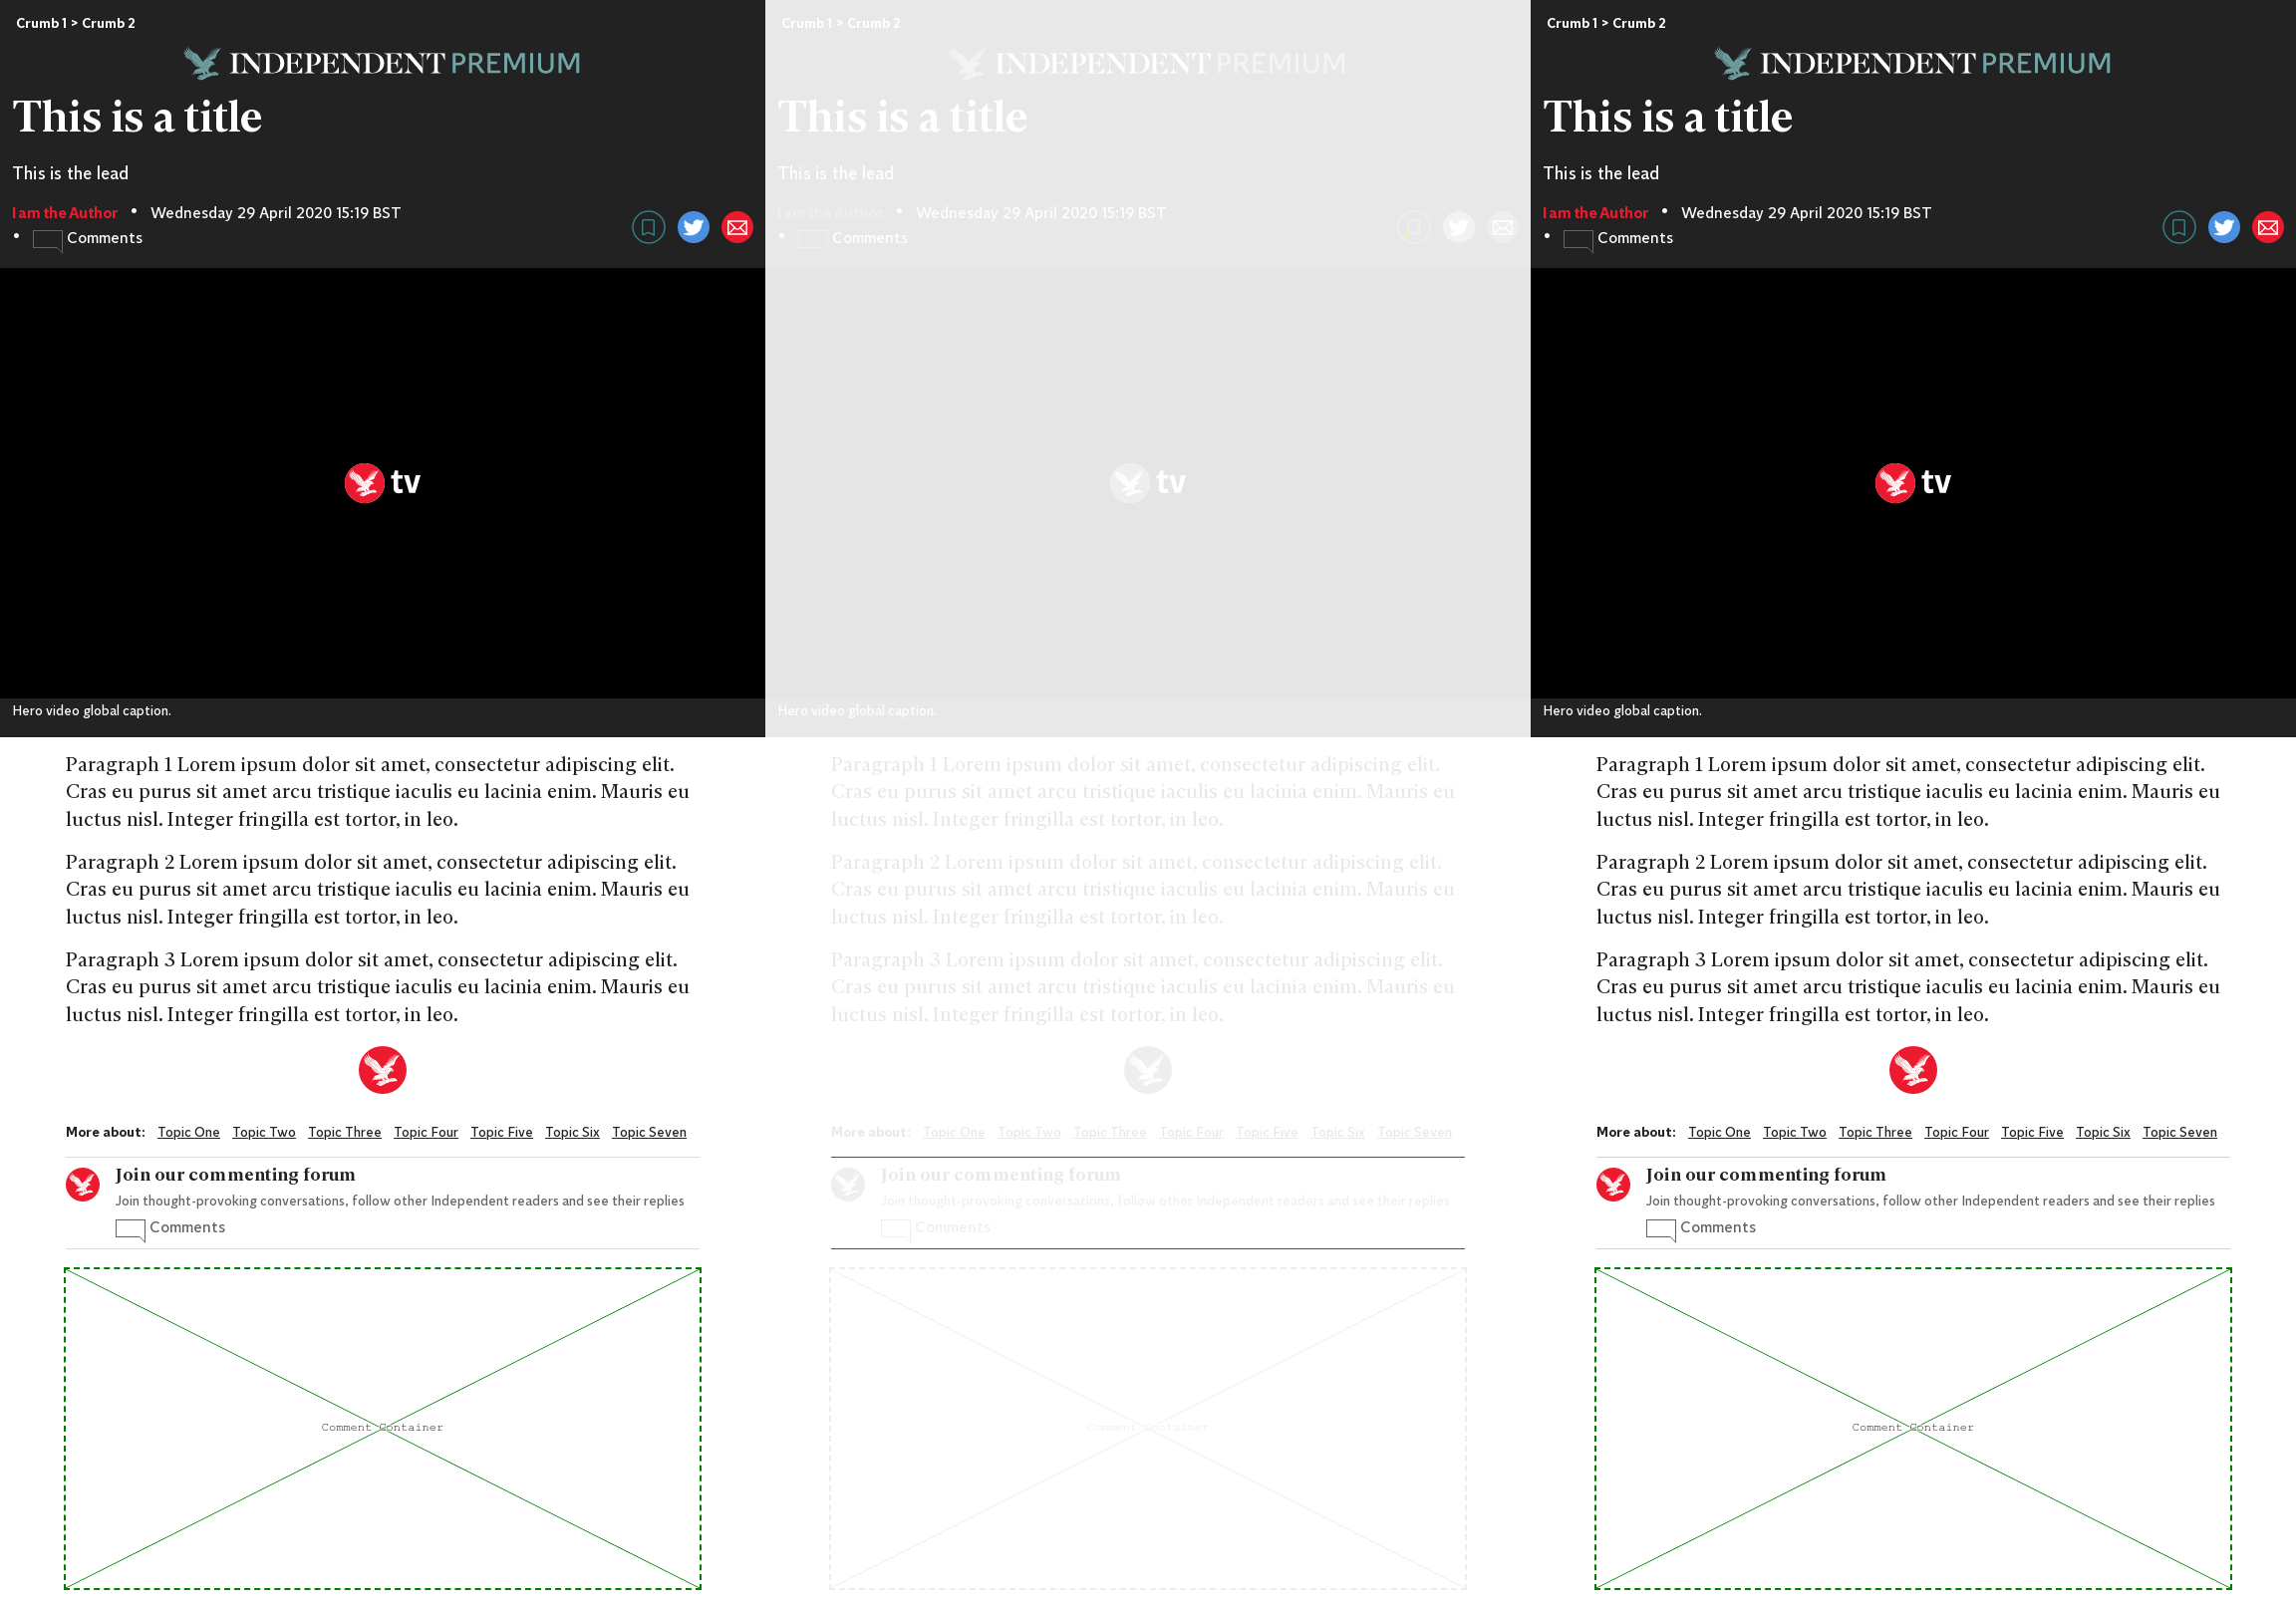 Crumb 1 > Crumb 2
INDEPENDENT PREMIUM
This is a title
This is the lead
I am the Author • Wednesday 29 April 2020 15:19 BST
• Comments
tv
Hero video global caption.
Paragraph 1 Lorem ipsum dolor sit amet, consectetur adipiscing elit.
Cras eu purus sit amet arcu tristique iaculis eu lacinia enim. Mauris eu
luctus nisl. Integer fringilla est tortor, in leo.
Paragraph 2 Lorem ipsum dolor sit amet, consectetur adipiscing elit.
Cras eu purus sit amet arcu tristique iaculis eu lacinia enim. Mauris eu
luctus nisl. Integer fringilla est tortor, in leo.
Paragraph 3 Lorem ipsum dolor sit amet, consectetur adipiscing elit.
Cras eu purus sit amet arcu tristique iaculis eu lacinia enim. Mauris eu
luctus nisl. Integer fringilla est tortor, in leo.
More about: Topic One Topic Two Topic Three Topic Four Topic Five Topic Six Topic Seven
Join our commenting forum
Join thought-provoking conversations, follow other Independent readers and see their replies
Comments
Comment Container
Crumb 1 > Crumb 2
INDEPENDENT PREMIUM
This is a title
This is the lead
I am the Author • Wednesday 29 April 2020 15:19 BST
• Comments
tv
Hero video global caption.
Paragraph 1 Lorem ipsum dolor sit amet, consectetur adipiscing elit.
Cras eu purus sit amet arcu tristique iaculis eu lacinia enim. Mauris eu
luctus nisl. Integer fringilla est tortor, in leo.
Paragraph 2 Lorem ipsum dolor sit amet, consectetur adipiscing elit.
Cras eu purus sit amet arcu tristique iaculis eu lacinia enim. Mauris eu
luctus nisl. Integer fringilla est tortor, in leo.
Paragraph 3 Lorem ipsum dolor sit amet, consectetur adipiscing elit.
Cras eu purus sit amet arcu tristique iaculis eu lacinia enim. Mauris eu
luctus nisl. Integer fringilla est tortor, in leo.
More about: Topic One Topic Two Topic Three Topic Four Topic Five Topic Six Topic Seven
Join our commenting forum
Join thought-provoking conversations, follow other Independent readers and see their replies
Comments
Comment Container
Crumb 1 > Crumb 2
INDEPENDENT PREMIUM
This is a title
This is the lead
I am the Author • Wednesday 29 April 2020 15:19 BST
• Comments
tv
Hero video global caption.
Paragraph 1 Lorem ipsum dolor sit amet, consectetur adipiscing elit.
Cras eu purus sit amet arcu tristique iaculis eu lacinia enim. Mauris eu
luctus nisl. Integer fringilla est tortor, in leo.
Paragraph 2 Lorem ipsum dolor sit amet, consectetur adipiscing elit.
Cras eu purus sit amet arcu tristique iaculis eu lacinia enim. Mauris eu
luctus nisl. Integer fringilla est tortor, in leo.
Paragraph 3 Lorem ipsum dolor sit amet, consectetur adipiscing elit.
Cras eu purus sit amet arcu tristique iaculis eu lacinia enim. Mauris eu
luctus nisl. Integer fringilla est tortor, in leo.
More about: Topic One Topic Two Topic Three Topic Four Topic Five Topic Six Topic Seven
Join our commenting forum
Join thought-provoking conversations, follow other Independent readers and see their replies
Comments
Comment Container